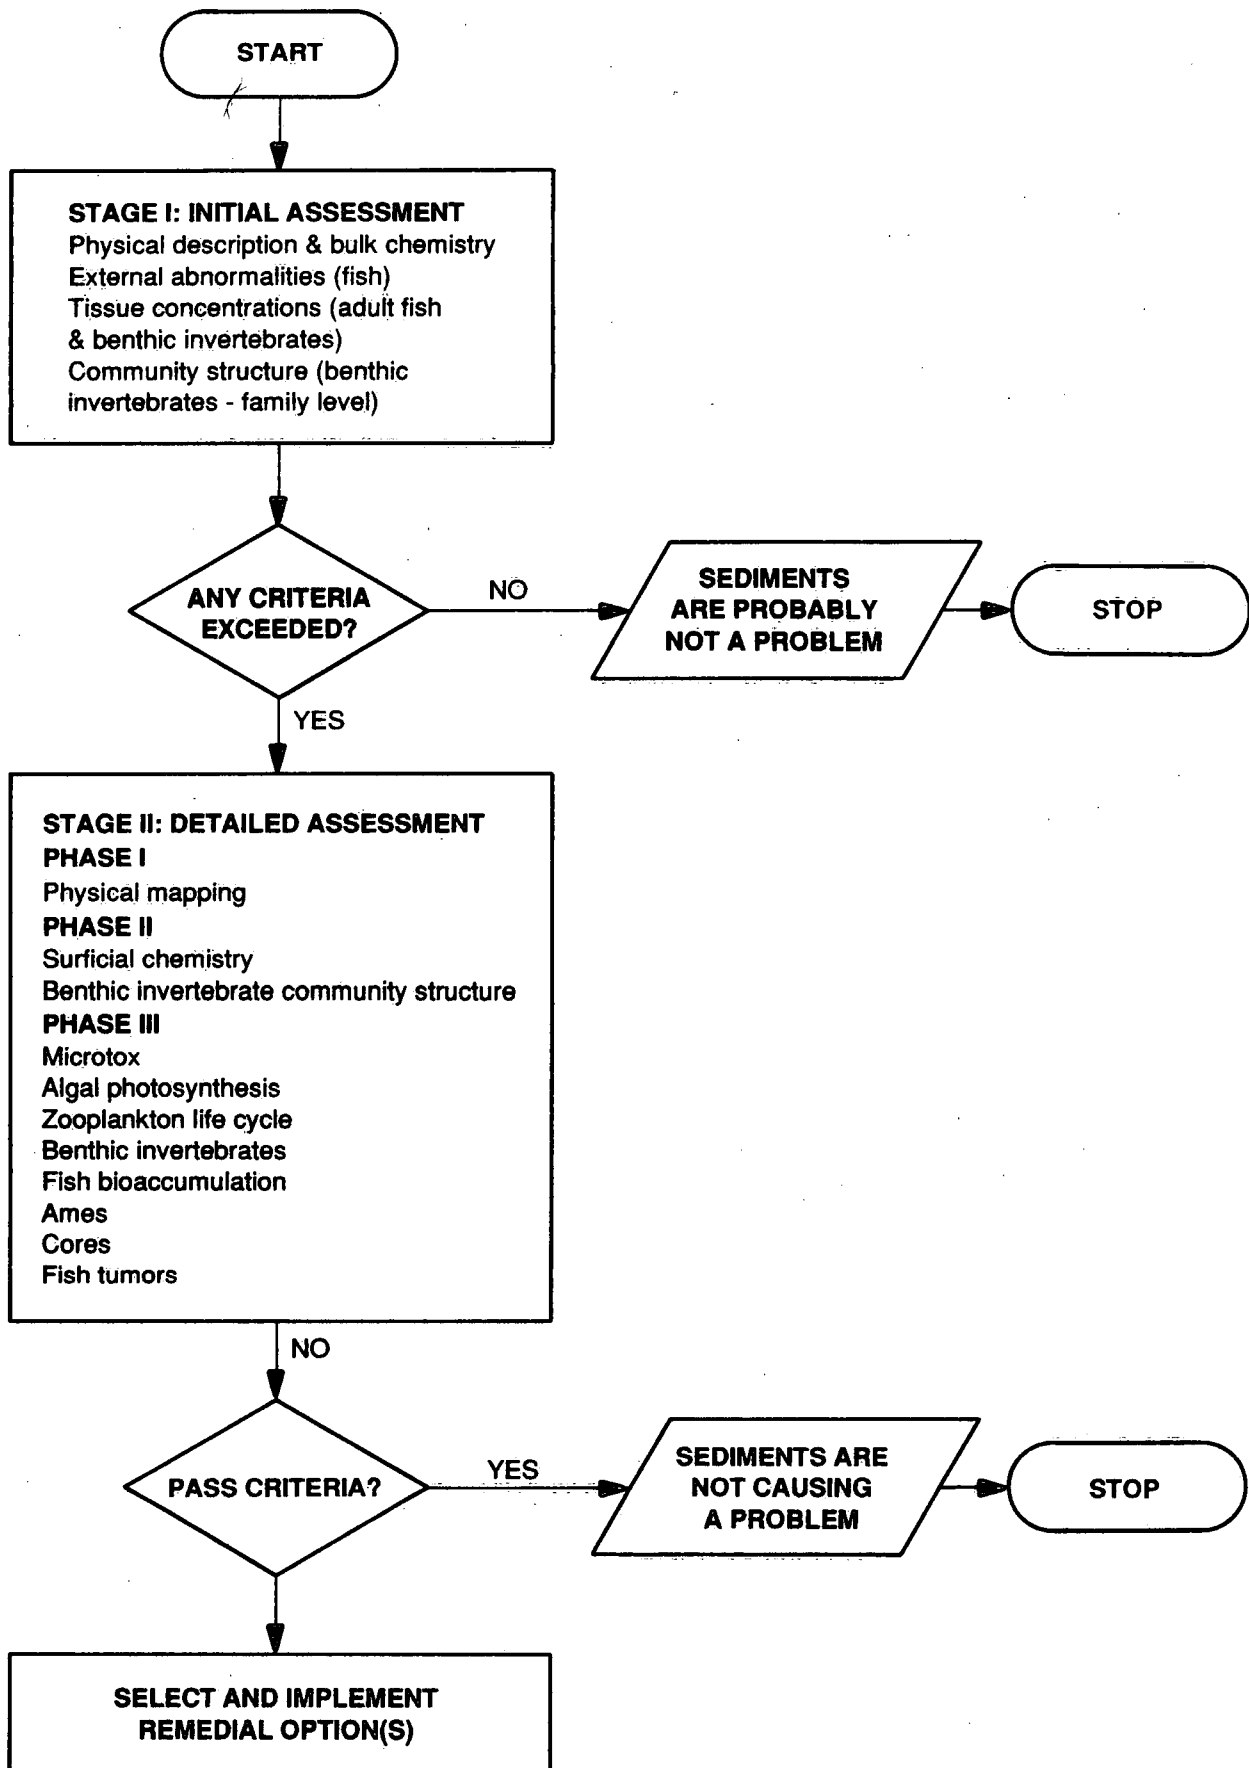 START
STAGE I: INITIAL ASSESSMENT
Physical description & bulk chemistry
External abnormalities (fish)
Tissue concentrations (adult fish
& benthic invertebrates)
Community structure (benthic
invertebrates - family level)
ANY CRITERIA
EXCEEDED?
NO
SEDIMENTS
ARE PROBABLY
NOT A PROBLEM
STOP
YES
STAGE II: DETAILED ASSESSMENT
PHASE I
Physical mapping
PHASE II
Surficial chemistry
Benthic invertebrate community structure
PHASE III
Microtox
Algal photosynthesis
Zooplankton life cycle
Benthic invertebrates
Fish bioaccumulation
Ames
Cores
Fish tumors
NO
PASS CRITERIA?
YES
SEDIMENTS ARE
NOT CAUSING
A PROBLEM
STOP
SELECT AND IMPLEMENT
REMEDIAL OPTION(S)